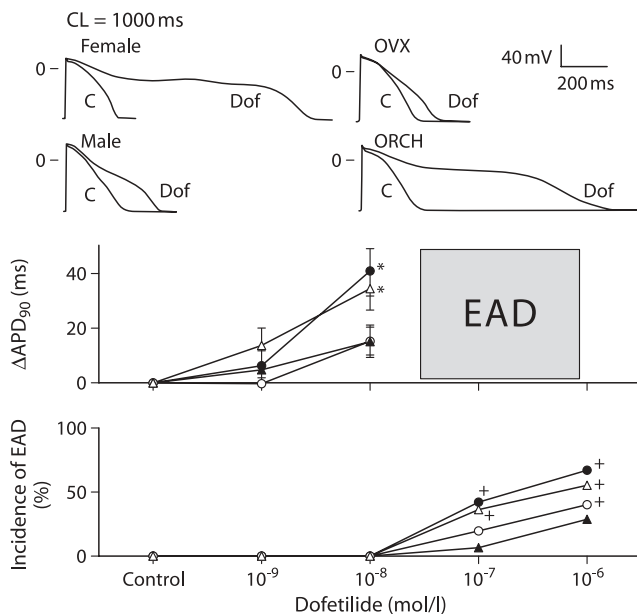 CL = 1000 ms
Female
0
C
Dof
OVX
0
C
Dof
40 mV
200 ms
Male
0
C
Dof
ORCH
0
C
Dof
ΔAPD90 (ms)
40
20
0
*
*
EAD
Incidence of EAD
(%)
100
50
0
+
+
+
+
+
Control
10-9
10-8
10-7
10-6
Dofetilide (mol/l)